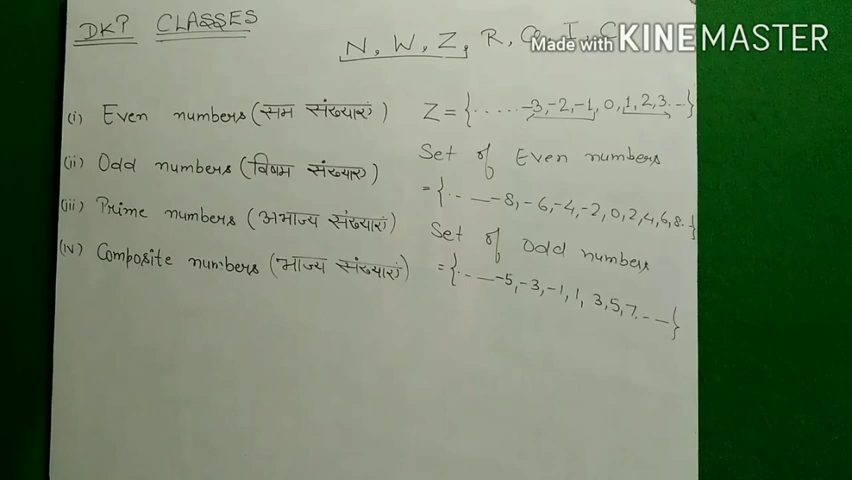 DKP CLASSES
N, W, Z, R, Q, I, C
Made with KINEMASTER
(i) Even numbers (सम संख्याएं)
(ii) Odd numbers (विषम संख्याएं)
(iii) Prime numbers (अभाज्य संख्याएं)
(iv) Composite numbers (भाज्य संख्याएं)
Z = {......-3,-2,-1,0,1,2,3...}
Set of Even numbers
= {...-8,-6,-4,-2,0,2,4,6,8..}
Set of Odd numbers
= {...-5,-3,-1,1,3,5,7...}